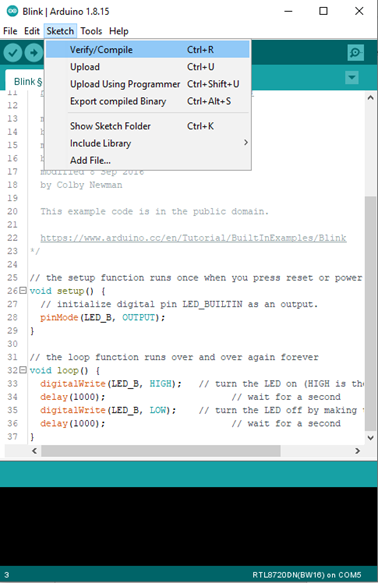 Blink | Arduino 1.8.15
File Edit Sketch Tools Help
Verify/Compile Ctrl+R
Upload Ctrl+U
Upload Using Programmer Ctrl+Shift+U
Export compiled Binary Ctrl+Alt+S
Show Sketch Folder Ctrl+K
Include Library
Add File...
Blink §
11
12
13
14
15
16
17 modified 8 Sep 2016
18 by Colby Newman
19
20 This example code is in the public domain.
21
22 https://www.arduino.cc/en/Tutorial/BuiltInExamples/Blink
23 */
24
25 // the setup function runs once when you press reset or power
26 void setup() {
27 // initialize digital pin LED_BUILTIN as an output.
28 pinMode(LED_B, OUTPUT);
29 }
30
31 // the loop function runs over and over again forever
32 void loop() {
33 digitalWrite(LED_B, HIGH); // turn the LED on (HIGH is the
34 delay(1000); // wait for a second
35 digitalWrite(LED_B, LOW); // turn the LED off by making
36 delay(1000); // wait for a second
37 }
3 RTL8720DN(BW16) on COM5